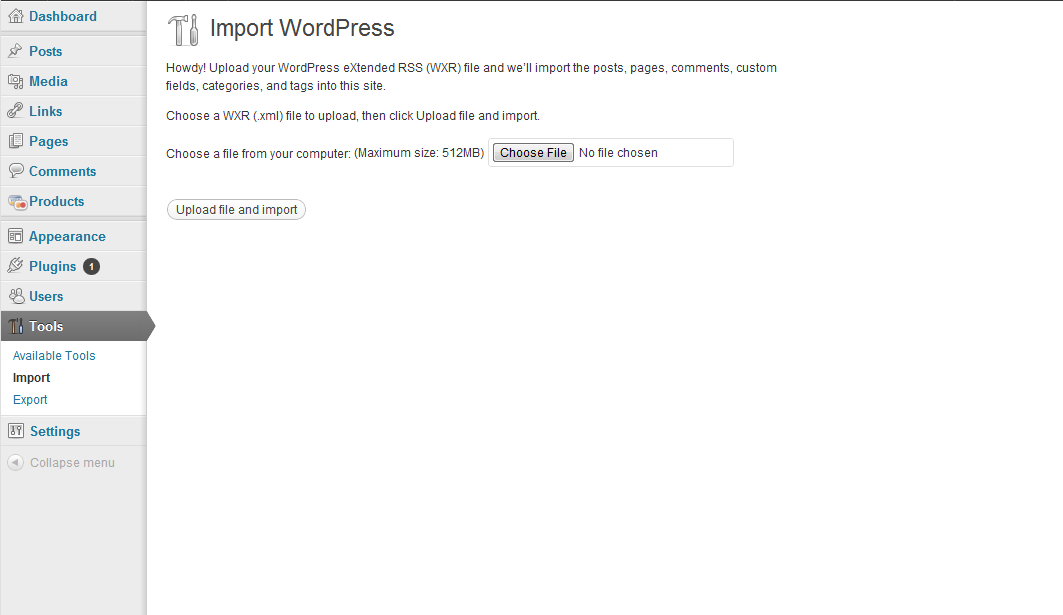 Dashboard
Posts
Media
Links
Pages
Comments
Products
Appearance
Plugins 1
Users
Tools
Available Tools
Import
Export
Settings
Collapse menu
Import WordPress
Howdy! Upload your WordPress eXtended RSS (WXR) file and we'll import the posts, pages, comments, custom
fields, categories, and tags into this site.
Choose a WXR (.xml) file to upload, then click Upload file and import.
Choose a file from your computer: (Maximum size: 512MB) Choose File No file chosen
Upload file and import